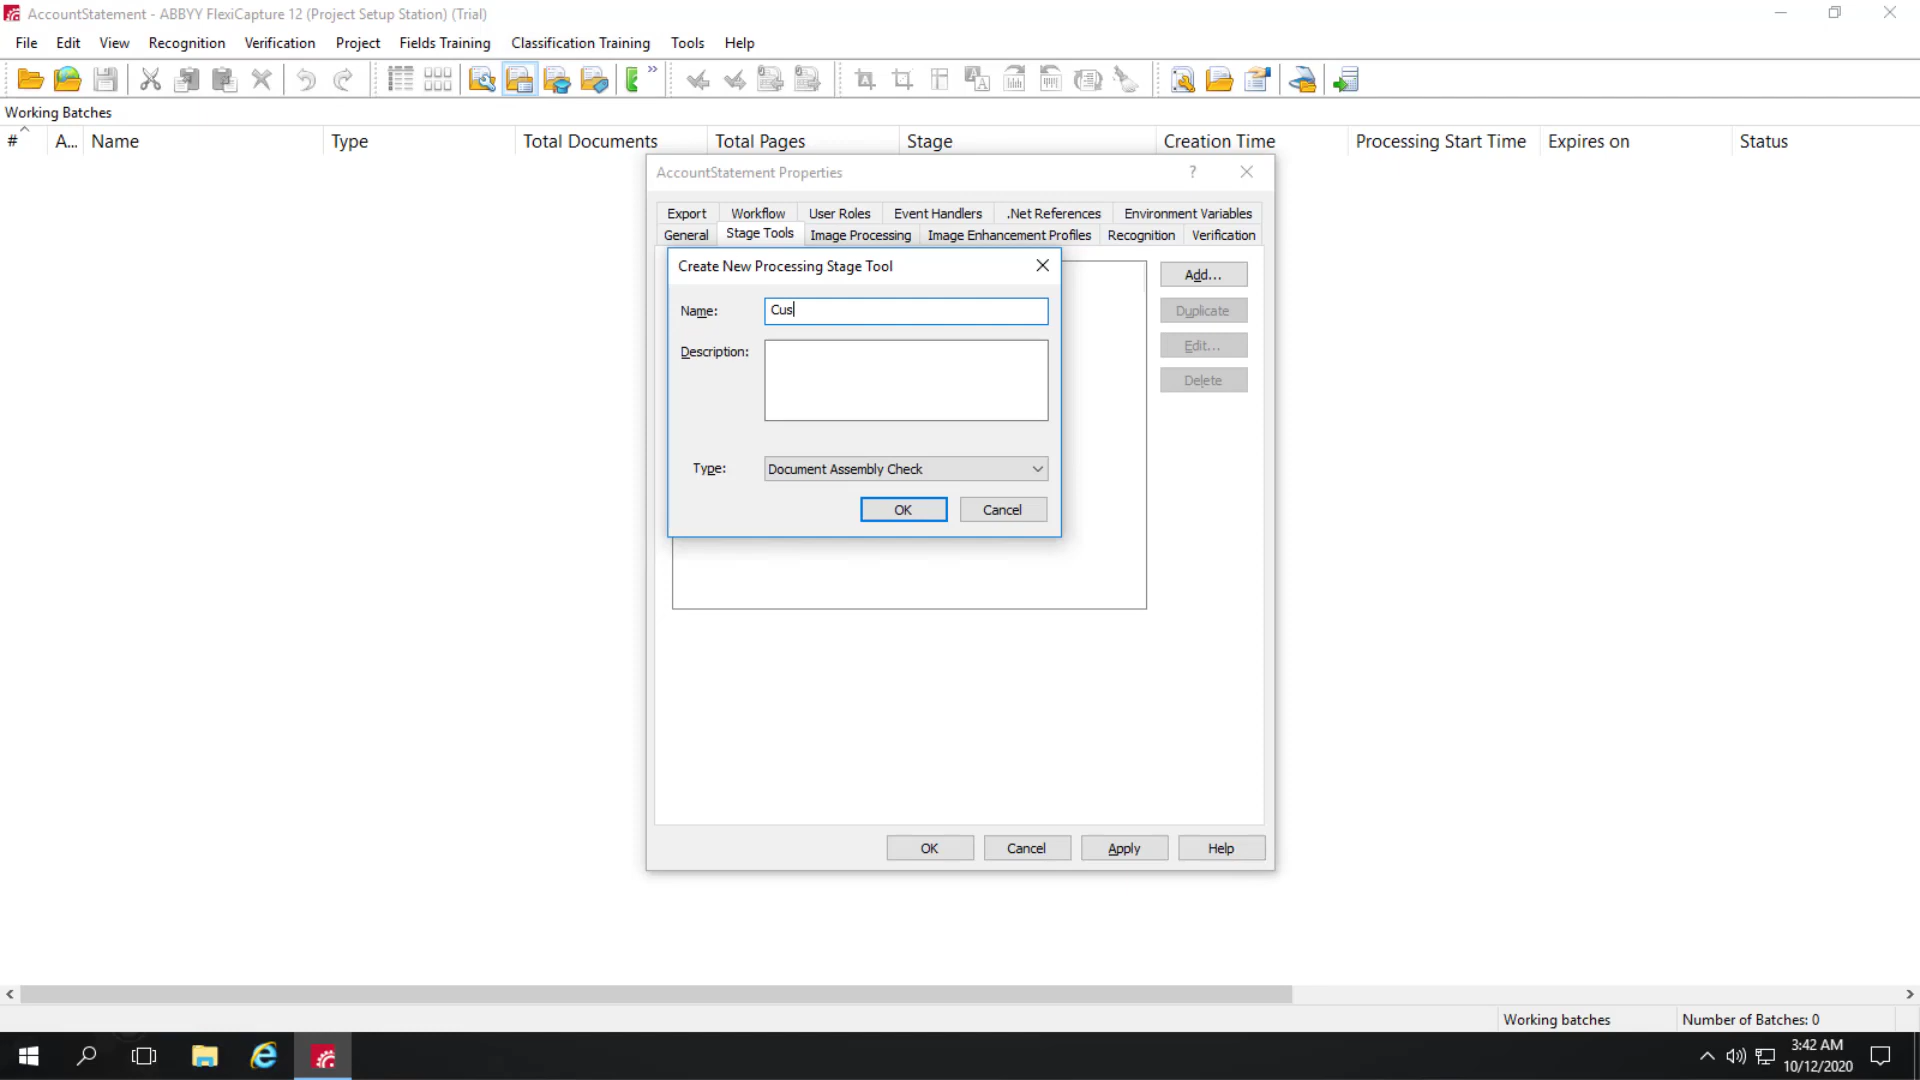 AccountStatement - ABBYY FlexiCapture 12 (Project Setup Station) (Trial)
File Edit View Recognition Verification Project Fields Training Classification Training Tools Help
Working Batches
# A... Name Type Total Documents Total Pages Stage Creation Time Processing Start Time Expires on Status
AccountStatement Properties ?
Export Workflow User Roles Event Handlers .Net References Environment Variables
General Stage Tools Image Processing Image Enhancement Profiles Recognition Verification
Create New Processing Stage Tool
Add...
Name: Cus
Duplicate
Description:
Edit...
Delete
Type: Document Assembly Check
OK Cancel
OK Cancel Apply Help
Working batches Number of Batches: 0
3:42 AM
10/12/2020